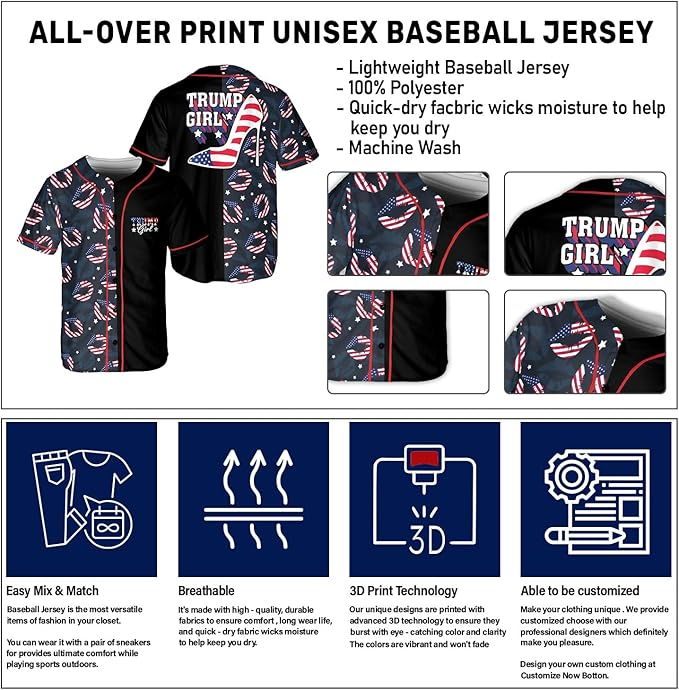 ALL-OVER PRINT UNISEX BASEBALL JERSEY
- Lightweight Baseball Jersey
- 100% Polyester
- Quick-dry facbric wicks moisture to help
keep you dry
- Machine Wash
TRUMP
GIRL
TRUMP
Girl
TRUMP
GIRL
3D
Easy Mix & Match
Baseball Jersey is the most versatile
items of fashion in your closet.
You can wear it with a pair of sneakers
for provides ultimate comfort while
playing sports outdoors.
Breathable
It's made with high - quality, durable
fabrics to ensure comfort , long wear life,
and quick - dry fabric wicks moisture
to help keep you dry.
3D Print Technology
Our unique designs are printed with
advanced 3D technology to ensure they
burst with eye - catching color and clarity
The colors are vibrant and won't fade
Able to be customized
Make your clothing unique . We provide
customized choose with our
professional designers which definitely
make you pleasure.
Design your own custom clothing at
Customize Now Botton.